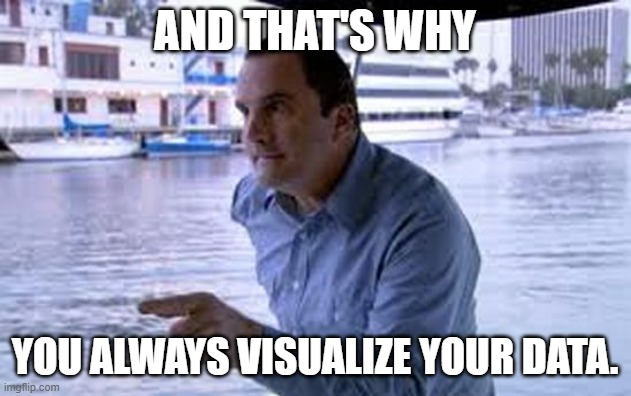 AND THAT'S WHY
YOU ALWAYS VISUALIZE YOUR DATA.
imgflip.com